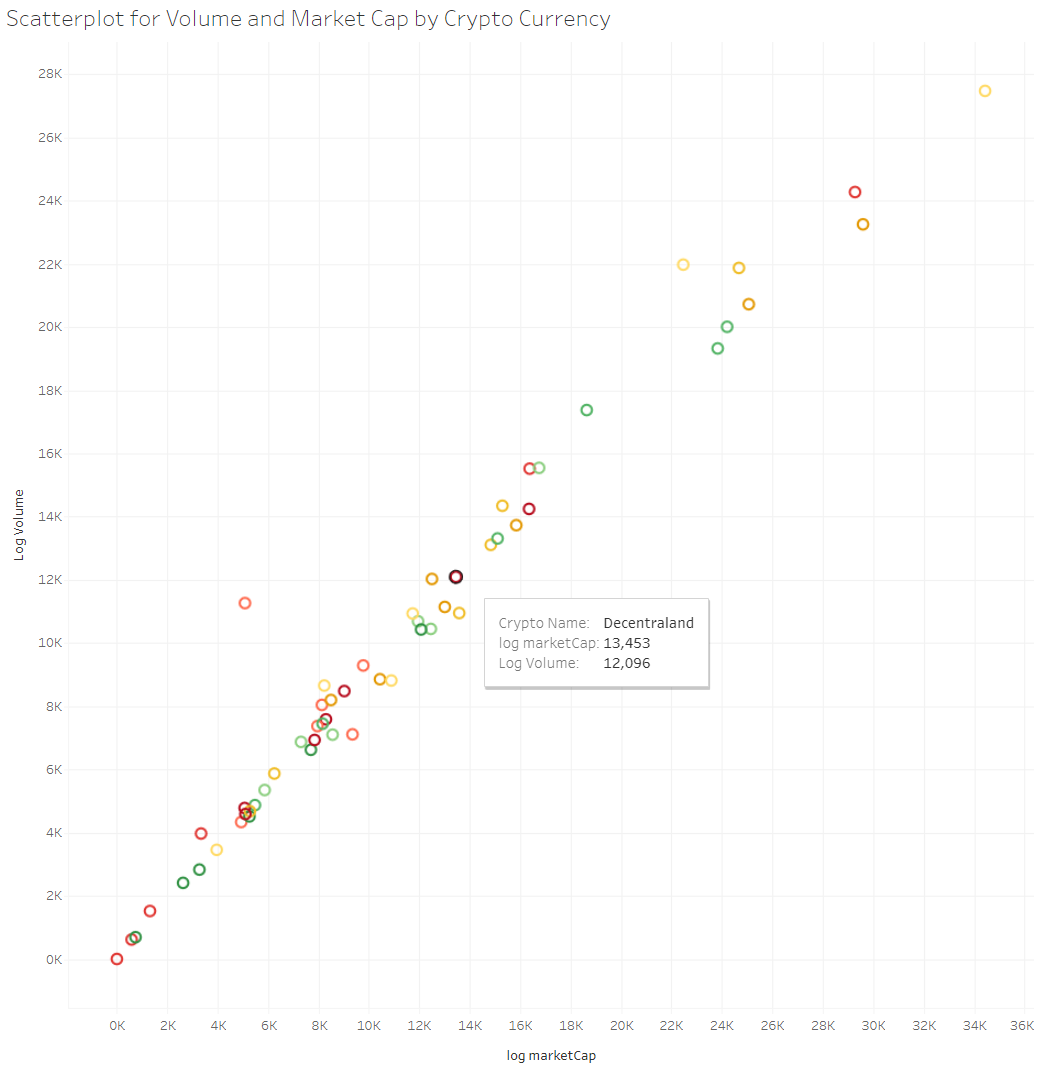 Scatterplot for Volume and Market Cap by Crypto Currency
28K
26K
24K
22K
20K
18K
16K
14K
12K
10K
8K
6K
4K
2K
0K
Log Volume
Crypto Name: Decentraland
log marketCap: 13,453
Log Volume: 12,096
0K 2K 4K 6K 8K 10K 12K 14K 16K 18K 20K 22K 24K 26K 28K 30K 32K 34K 36K
log marketCap